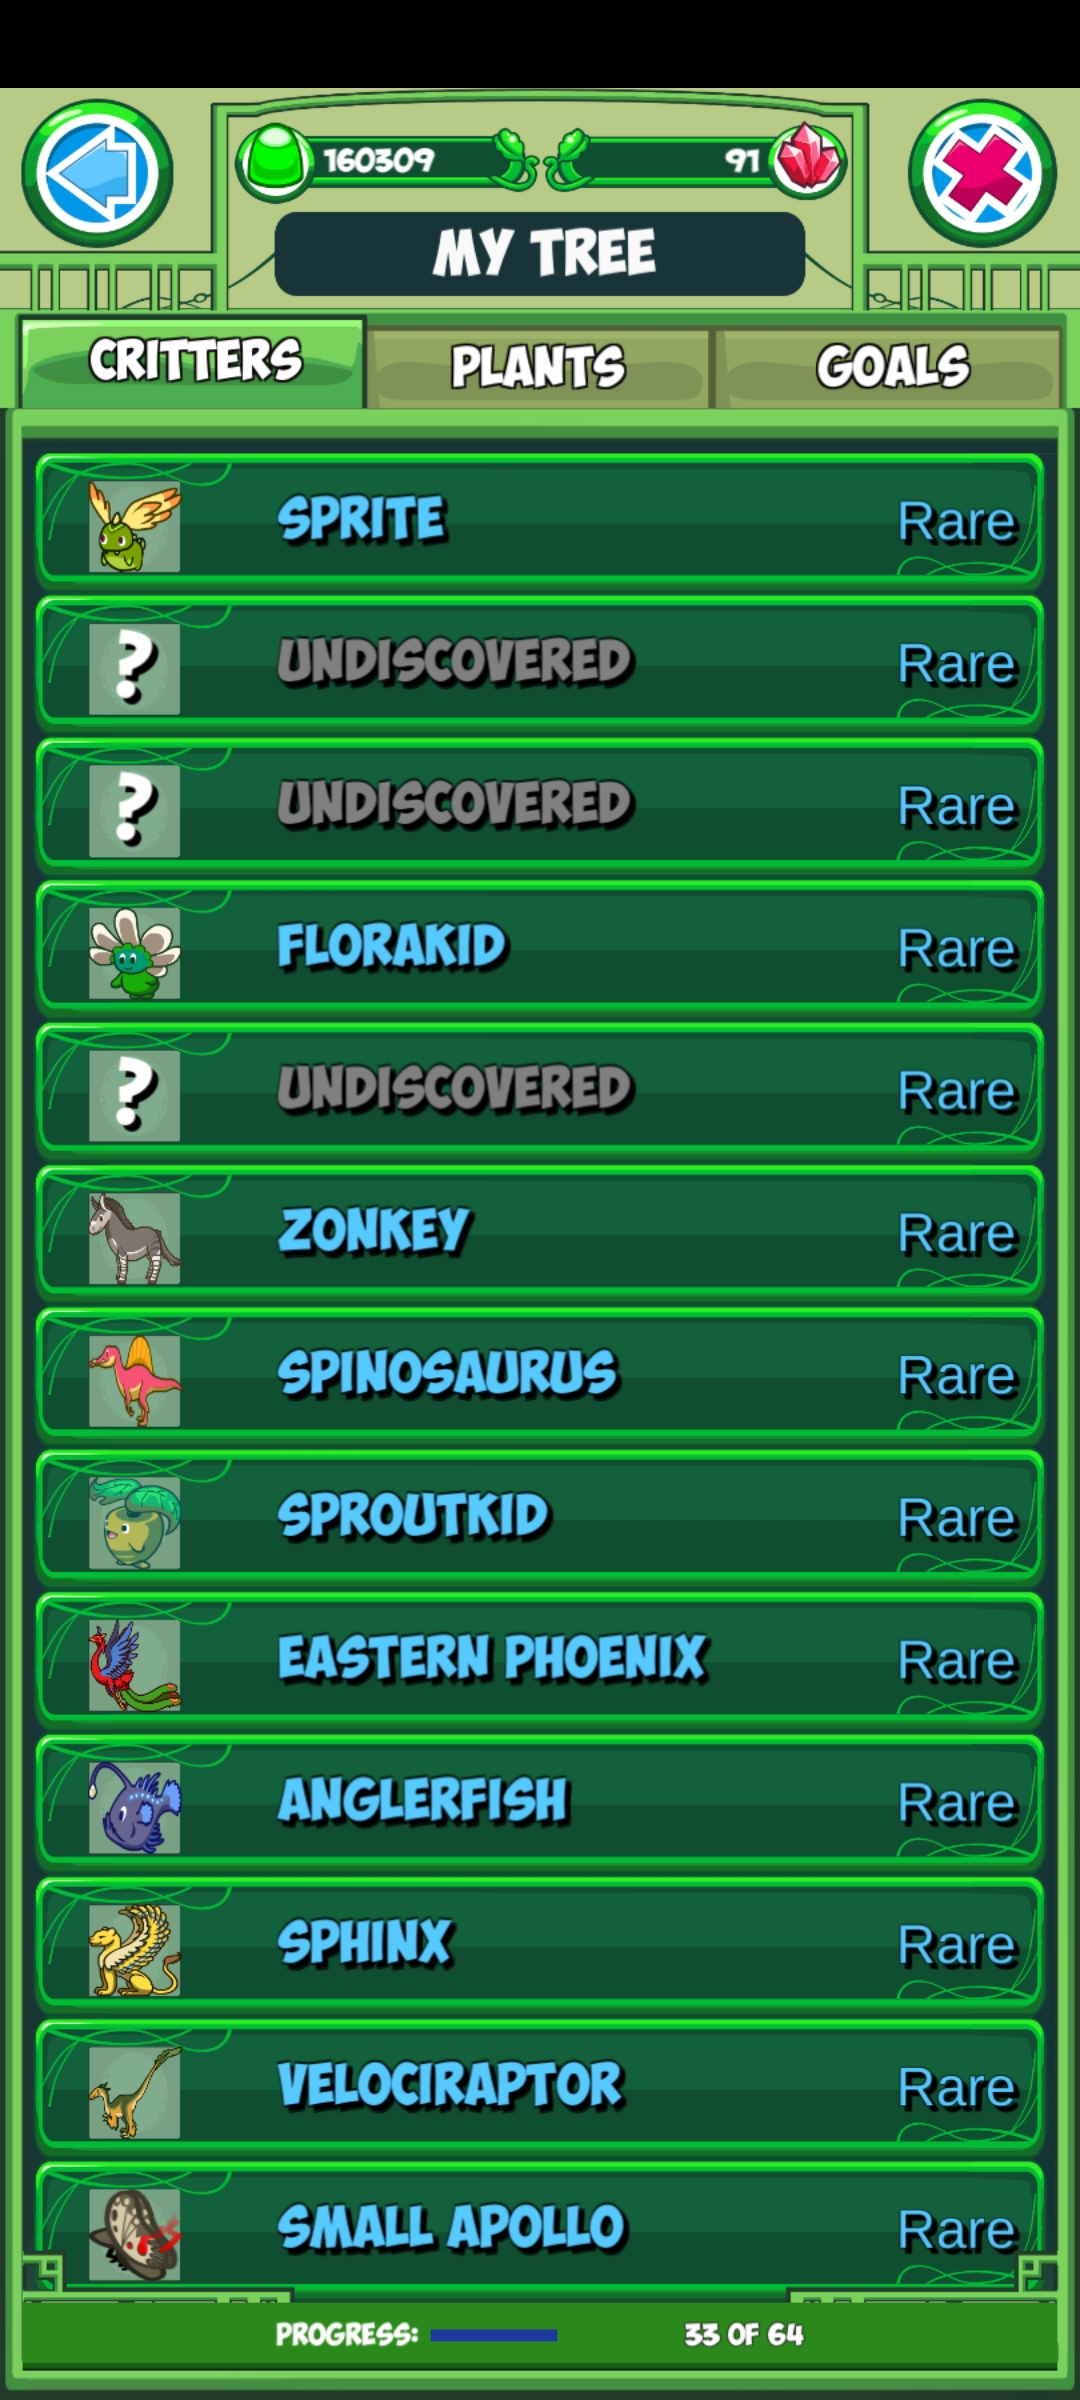 160309
91
MY TREE
CRITTERS
PLANTS
GOALS
SPRITE
Rare
?
UNDISCOVERED
Rare
?
UNDISCOVERED
Rare
FLORAKID
Rare
?
UNDISCOVERED
Rare
ZONKEY
Rare
SPINOSAURUS
Rare
SPROUTKID
Rare
EASTERN PHOENIX
Rare
ANGLERFISH
Rare
SPHINX
Rare
VELOCIRAPTOR
Rare
SMALL APOLLO
Rare
PROGRESS:
33 OF 64